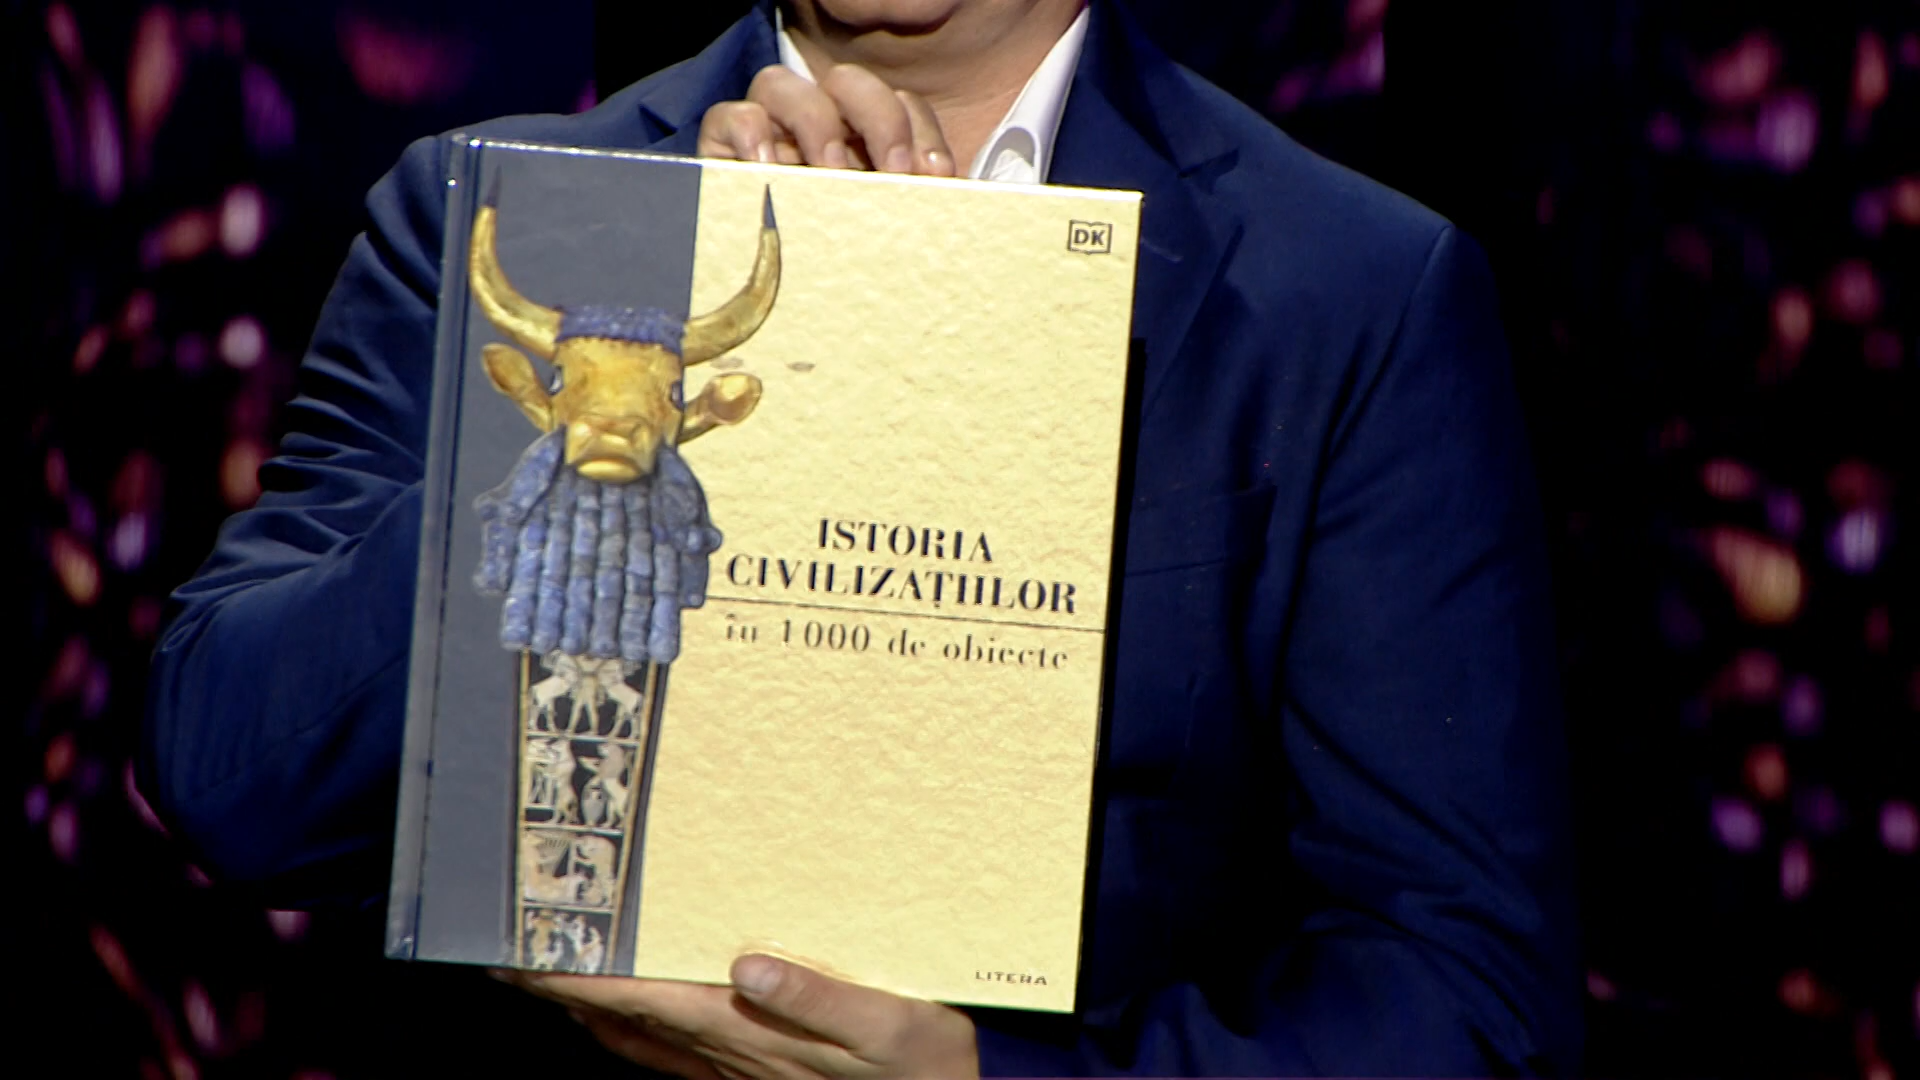 DK
ISTORIA
CIVILIZAȚIILOR
în 1000 de obiecte
LITERA